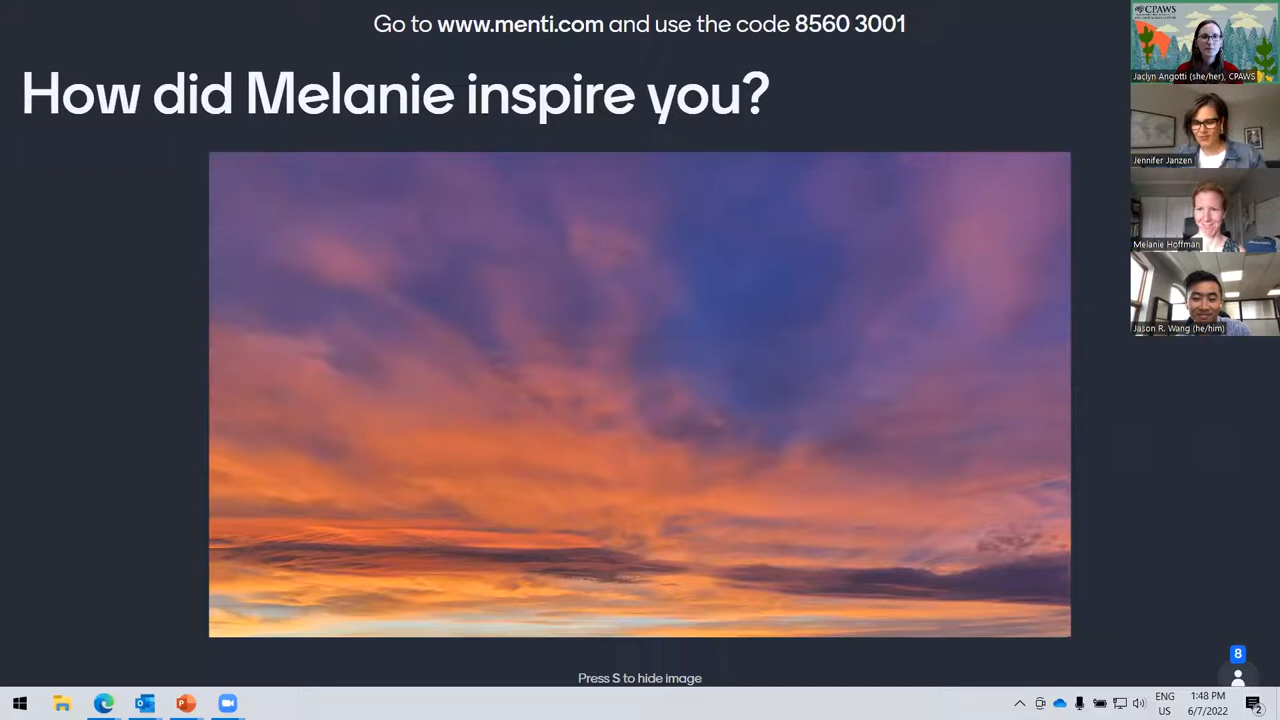 Go to www.menti.com and use the code 8560 3001
How did Melanie inspire you?
CPAWS
Jaclyn Angotti (she/her), CPAWS
Jennifer Janzen
Melanie Hoffman
Jason R. Wang (he/him)
8
Press S to hide image
ENG
US
1:48 PM
6/7/2022
2